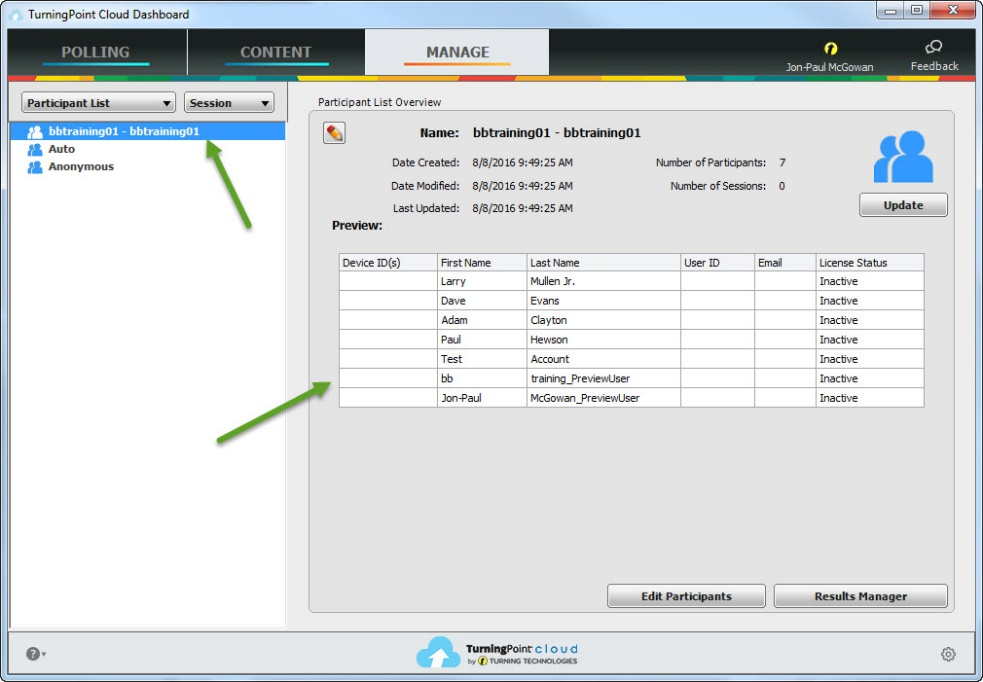 TurningPoint Cloud Dashboard
POLLING CONTENT MANAGE
Jon-Paul McGowan Feedback
Participant List Session
bbtraining01 - bbtraining01
Auto
Anonymous
Participant List Overview
Name: bbtraining01 - bbtraining01
Date Created: 8/8/2016 9:49:25 AM Number of Participants: 7
Date Modified: 8/8/2016 9:49:25 AM Number of Sessions: 0
Last Updated: 8/8/2016 9:49:25 AM
Update
Preview:
Device ID(s) First Name Last Name User ID Email License Status
Larry Mullen Jr. Inactive
Dave Evans Inactive
Adam Clayton Inactive
Paul Hewson Inactive
Test Account Inactive
bb training_PreviewUser Inactive
Jon-Paul McGowan_PreviewUser Inactive
Edit Participants Results Manager
?
TurningPoint cloud
by TURNING TECHNOLOGIES